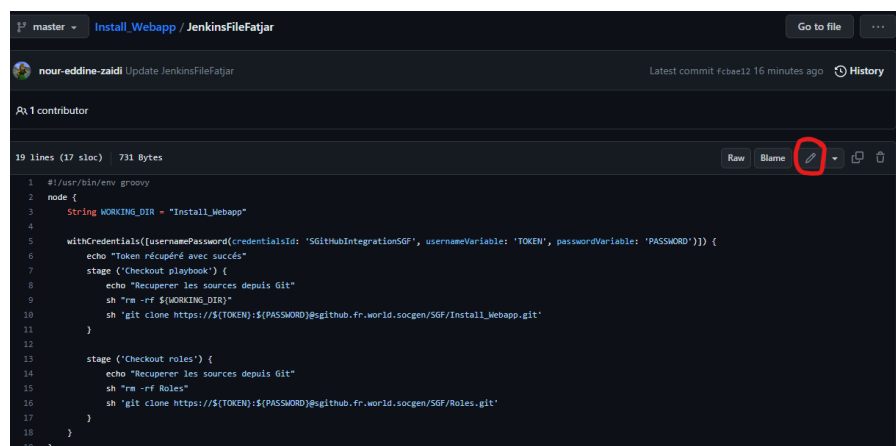 master Install_Webapp / JenkinsFileFatjar Go to file ...
nour-eddine-zaidi Update JenkinsFileFatjar Latest commit fcbae12 16 minutes ago History
1 contributor
19 lines (17 sloc) 731 Bytes Raw Blame
1 #!/usr/bin/env groovy
2 node {
3 String WORKING_DIR = "Install_Webapp"
4
5 withCredentials([usernamePassword(credentialsId: 'SGitHubIntegrationSGF', usernameVariable: 'TOKEN', passwordVariable: 'PASSWORD')]) {
6 echo "Token récupéré avec succés"
7 stage ('Checkout playbook') {
8 echo "Recuperer les sources depuis Git"
9 sh "rm -rf ${WORKING_DIR}"
10 sh 'git clone https://${TOKEN}:${PASSWORD}@sgithub.fr.world.socgen/SGF/Install_Webapp.git'
11 }
12
13 stage ('Checkout roles') {
14 echo "Recuperer les sources depuis Git"
15 sh "rm -rf Roles"
16 sh 'git clone https://${TOKEN}:${PASSWORD}@sgithub.fr.world.socgen/SGF/Roles.git'
17 }
18 }